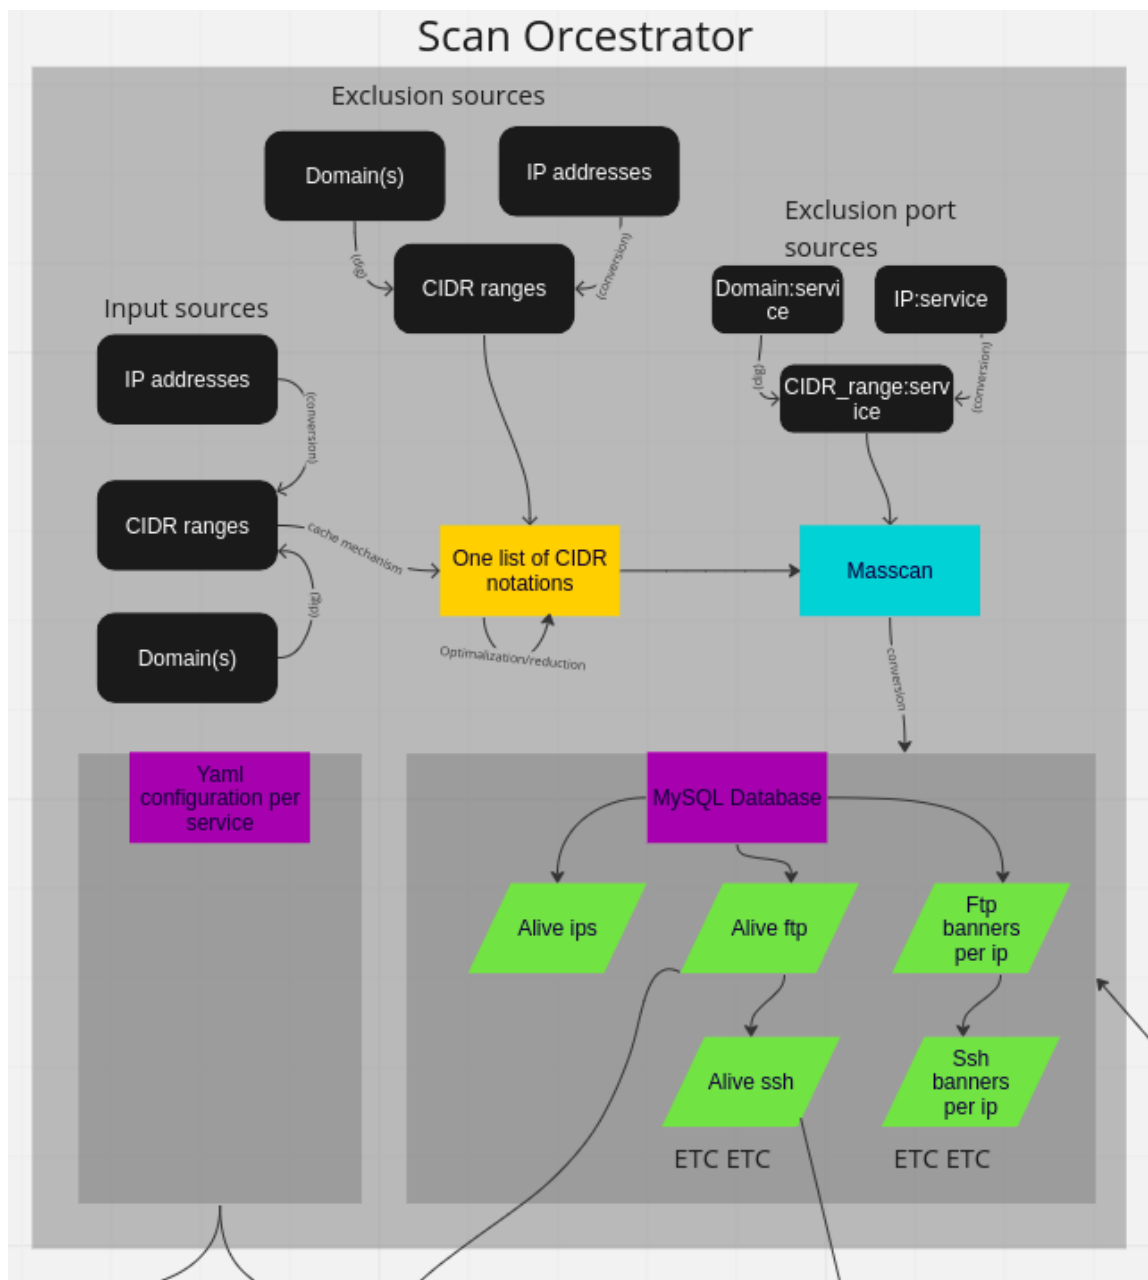 Scan Orcestrator
Exclusion sources
Domain(s)
IP addresses
(dig)
(conversion)
CIDR ranges
Exclusion port
sources
Domain:servi
ce
IP:service
(dig)
(conversion)
CIDR_range:serv
ice
Input sources
IP addresses
(conversion)
CIDR ranges
(dig)
Domain(s)
cache mechanism
One list of CIDR
notations
Optimalization/reduction
Masscan
conversion
Yaml
configuration per
service
MySQL Database
Alive ips
Alive ftp
Ftp
banners
per ip
Alive ssh
Ssh
banners
per ip
ETC ETC
ETC ETC